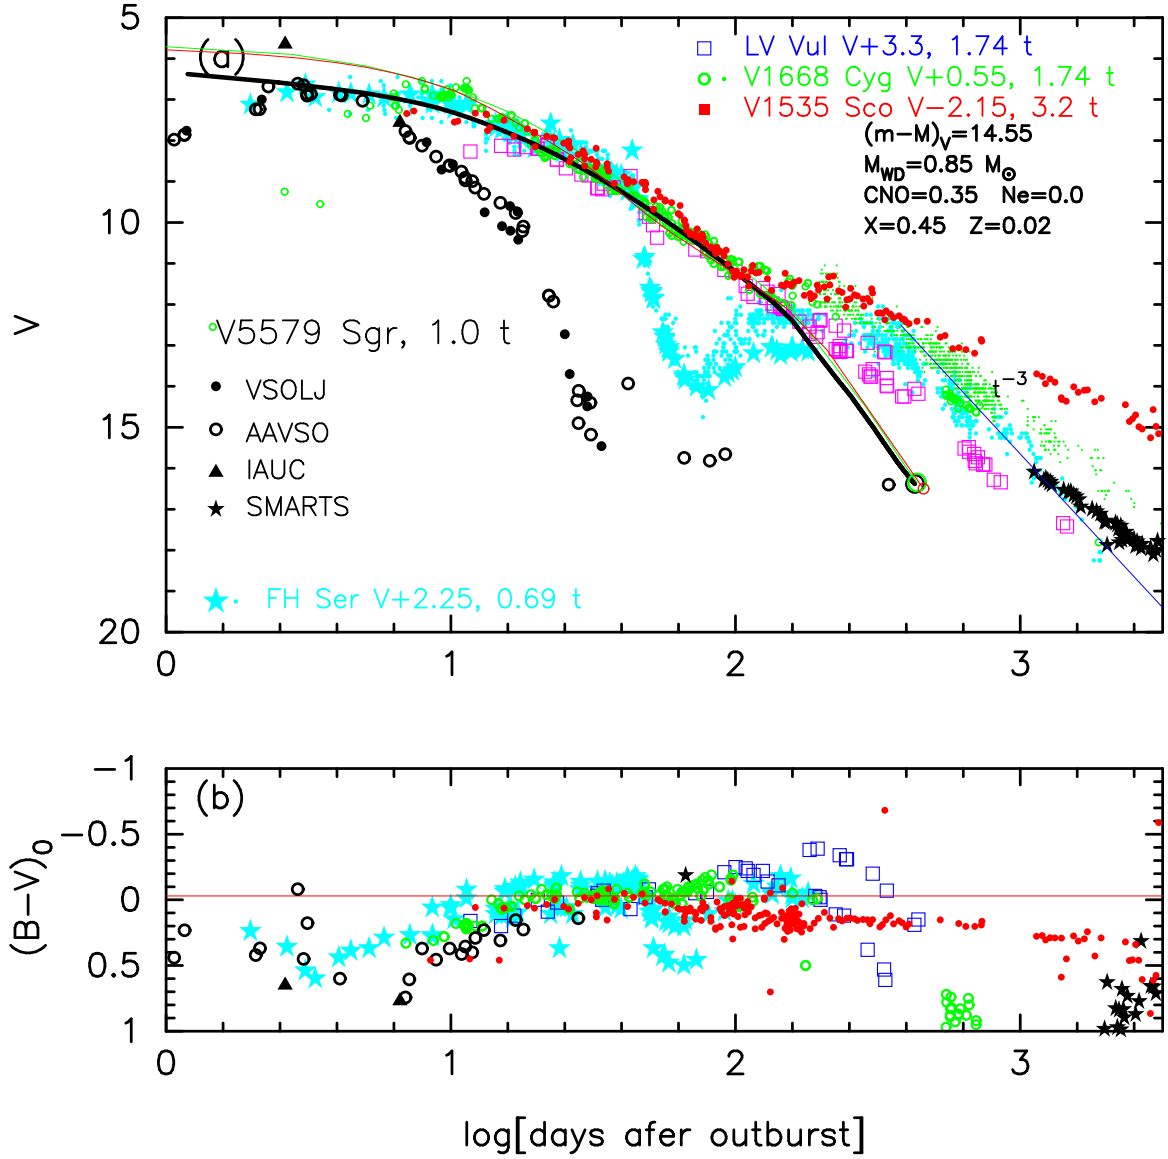 5
10
15
20
V
(a)
LV Vul V+3.3, 1.74 t
V1668 Cyg V+0.55, 1.74 t
V1535 Sco V−2.15, 3.2 t
(m−M)V=14.55
MWD=0.85 M⊙
CNO=0.35 Ne=0.0
X=0.45 Z=0.02
V5579 Sgr, 1.0 t
VSOLJ
AAVSO
IAUC
SMARTS
t−3
FH Ser V+2.25, 0.69 t
0 1 2 3
−1
−0.5
0
0.5
1
(B−V)0
(b)
0 1 2 3
log[days afer outburst]